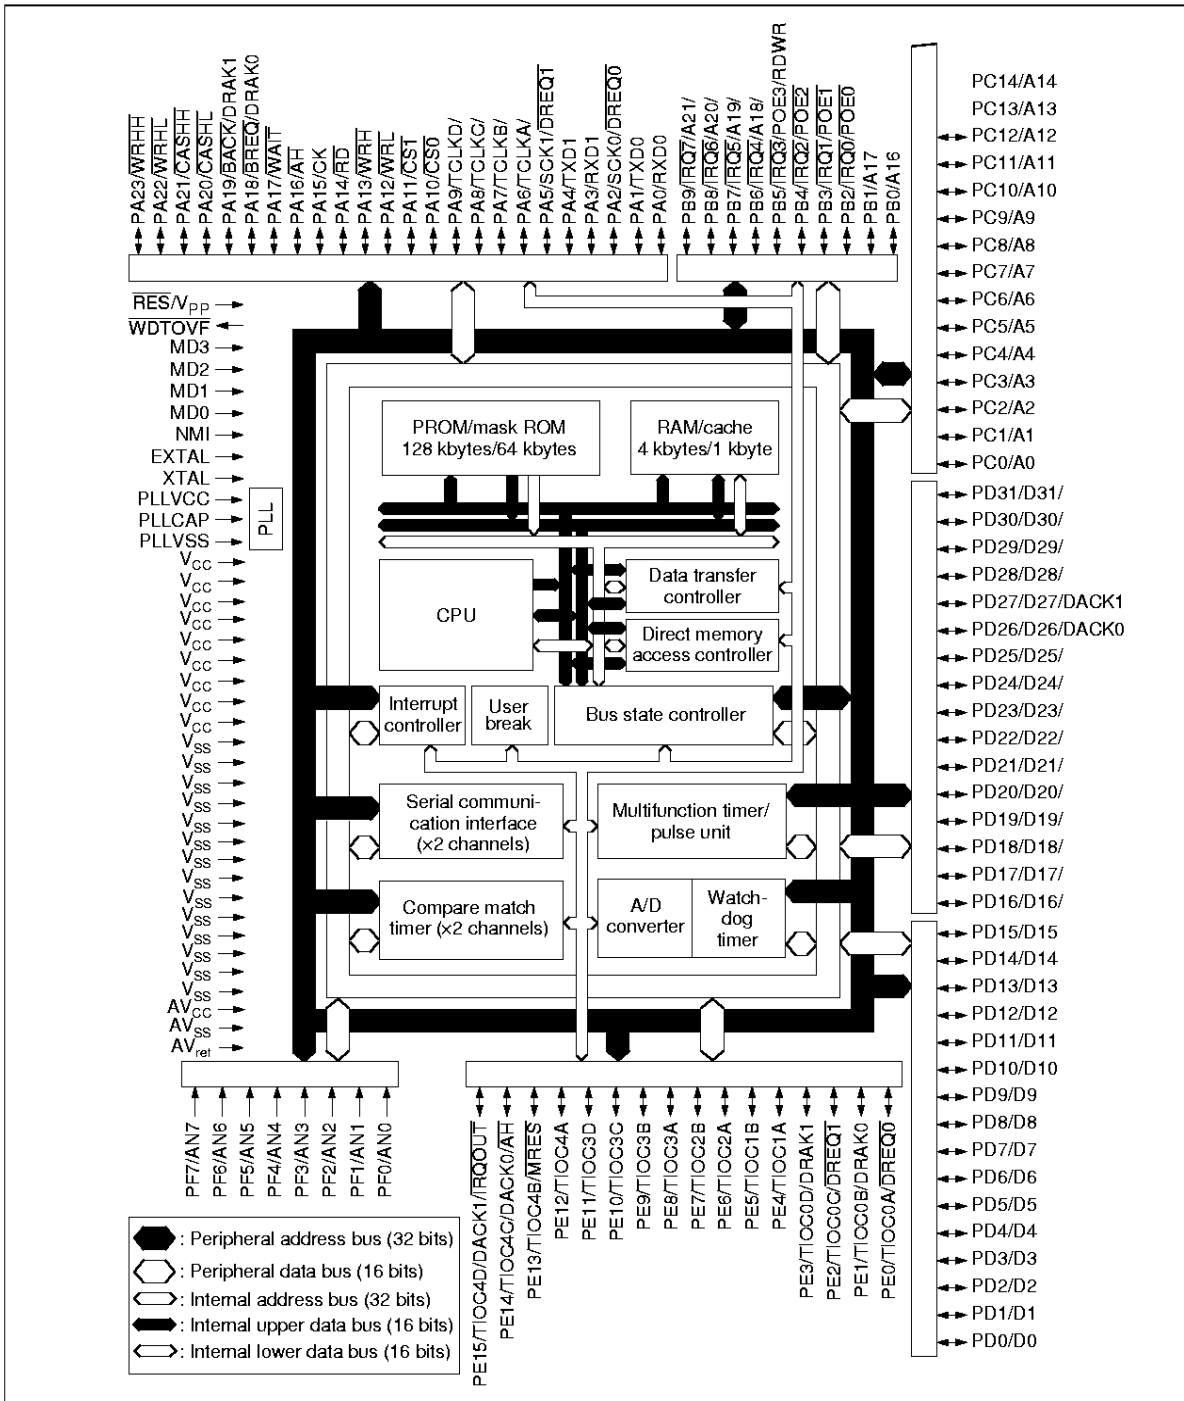 PA23/WRHH
PA22/WRHL
PA21/CASHH
PA20/CASHL
PA19/BACK/DRAK1
PA18/BREQ/DRAK0
PA17/WAIT
PA16/AH
PA15/CK
PA14/RD
PA13/WRH
PA12/WRL
PA11/CS1
PA10/CS0
PA9/TCLKD/
PA8/TCLKC/
PA7/TCLKB/
PA6/TCLKA/
PA5/SCK1/DREQ1
PA4/TXD1
PA3/RXD1
PA2/SCK0/DREQ0
PA1/TXD0
PA0/RXD0
PB9/IRQ7/A21/
PB8/IRQ6/A20/
PB7/IRQ5/A19/
PB6/IRQ4/A18/
PB5/IRQ3/POE3/RDWR
PB4/IRQ2/POE2
PB3/IRQ1/POE1
PB2/IRQ0/POE0
PB1/A17
PB0/A16
RES/VPP
WDTOVF
MD3
MD2
MD1
MD0
NMI
EXTAL
XTAL
PLLVCC
PLLCAP
PLLVSS
PLL
VCC
VCC
VCC
VCC
VCC
VCC
VCC
VCC
VCC
VSS
VSS
VSS
VSS
VSS
VSS
VSS
VSS
VSS
VSS
VSS
VSS
VSS
AVCC
AVSS
AVref
PROM/mask ROM
128 kbytes/64 kbytes
RAM/cache
4 kbytes/1 kbyte
CPU
Data transfer
controller
Direct memory
access controller
Interrupt
controller
User
break
Bus state controller
Serial communi-
cation interface
(×2 channels)
Multifunction timer/
pulse unit
Compare match
timer (×2 channels)
A/D
converter
Watch-
dog
timer
PC14/A14
PC13/A13
PC12/A12
PC11/A11
PC10/A10
PC9/A9
PC8/A8
PC7/A7
PC6/A6
PC5/A5
PC4/A4
PC3/A3
PC2/A2
PC1/A1
PC0/A0
PD31/D31/
PD30/D30/
PD29/D29/
PD28/D28/
PD27/D27/DACK1
PD26/D26/DACK0
PD25/D25/
PD24/D24/
PD23/D23/
PD22/D22/
PD21/D21/
PD20/D20/
PD19/D19/
PD18/D18/
PD17/D17/
PD16/D16/
PD15/D15
PD14/D14
PD13/D13
PD12/D12
PD11/D11
PD10/D10
PD9/D9
PD8/D8
PD7/D7
PD6/D6
PD5/D5
PD4/D4
PD3/D3
PD2/D2
PD1/D1
PD0/D0
PF7/AN7
PF6/AN6
PF5/AN5
PF4/AN4
PF3/AN3
PF2/AN2
PF1/AN1
PF0/AN0
PE15/TIOC4D/DACK1/IRQOUT
PE14/TIOC4C/DACK0/AH
PE13/TIOC4B/MRES
PE12/TIOC4A
PE11/TIOC3D
PE10/TIOC3C
PE9/TIOC3B
PE8/TIOC3A
PE7/TIOC2B
PE6/TIOC2A
PE5/TIOC1B
PE4/TIOC1A
PE3/TIOC0D/DRAK1
PE2/TIOC0C/DREQ1
PE1/TIOC0B/DRAK0
PE0/TIOC0A/DREQ0
: Peripheral address bus (32 bits)
: Peripheral data bus (16 bits)
: Internal address bus (32 bits)
: Internal upper data bus (16 bits)
: Internal lower data bus (16 bits)